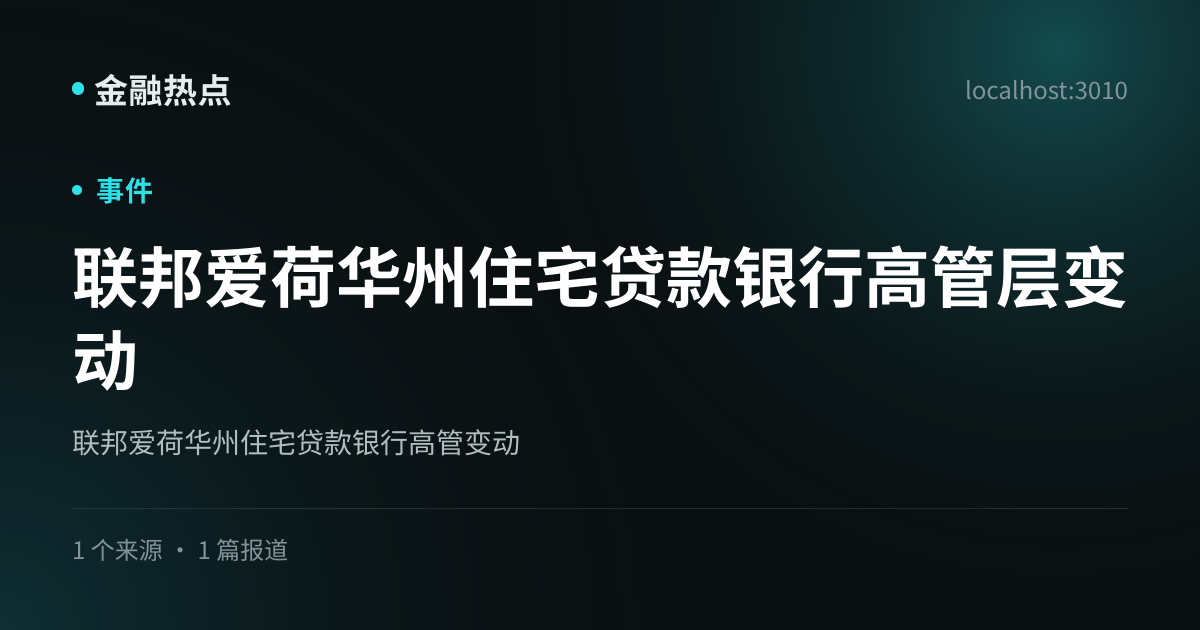 金融热点
localhost:3010
事件
联邦爱荷华州住宅贷款银行高管层变
动
联邦爱荷华州住宅贷款银行高管变动
1 个来源 • 1 篇报道